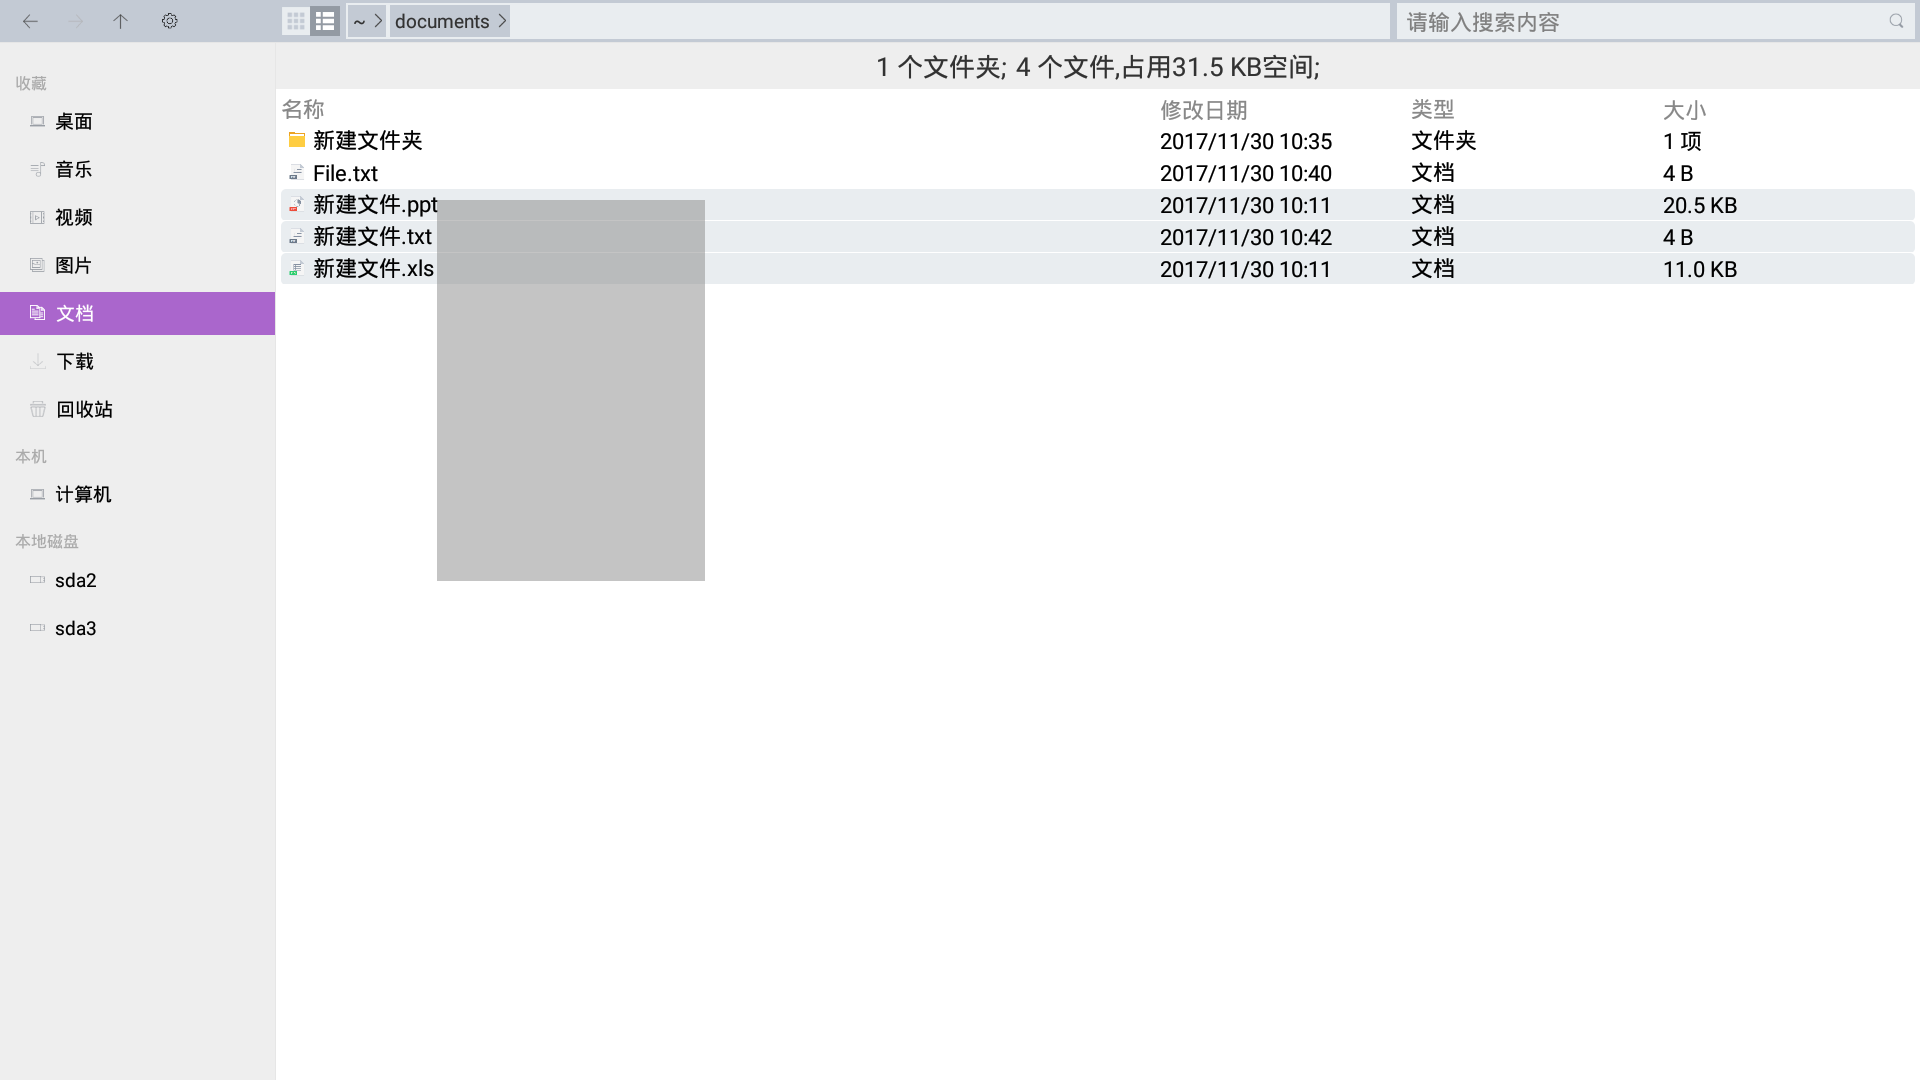 ~ documents 请输入搜索内容
1 个文件夹; 4 个文件,占用31.5 KB空间;
收藏
桌面
音乐
视频
图片
文档
下载
回收站
本机
计算机
本地磁盘
sda2
sda3
名称 修改日期 类型 大小
新建文件夹 2017/11/30 10:35 文件夹 1 项
File.txt 2017/11/30 10:40 文档 4 B
新建文件.ppt 2017/11/30 10:11 文档 20.5 KB
新建文件.txt 2017/11/30 10:42 文档 4 B
新建文件.xls 2017/11/30 10:11 文档 11.0 KB